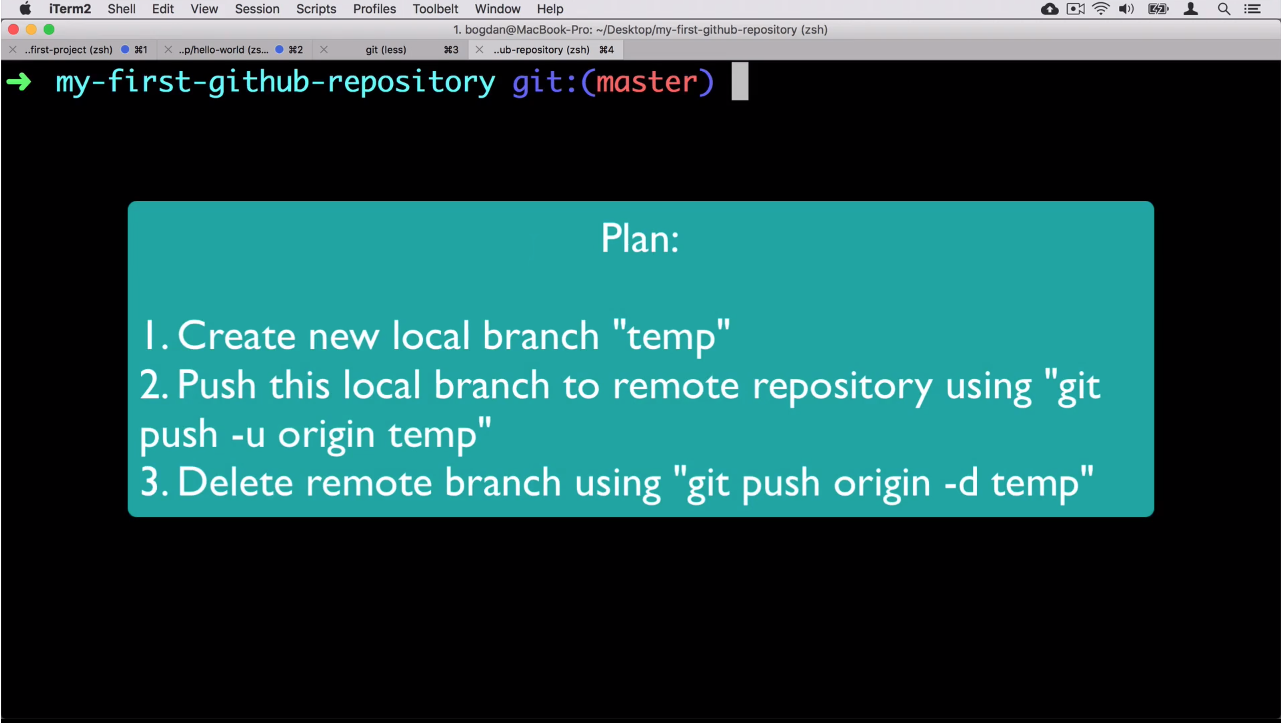 iTerm2 Shell Edit View Session Scripts Profiles Toolbelt Window Help
1. bogdan@MacBook-Pro: ~/Desktop/my-first-github-repository (zsh)
..first-project (zsh) ⌘1 ..p/hello-world (zs... ⌘2 git (less) ⌘3 ..ub-repository (zsh) ⌘4
➜ my-first-github-repository git:(master)
Plan:
1. Create new local branch "temp"
2. Push this local branch to remote repository using "git
push -u origin temp"
3. Delete remote branch using "git push origin -d temp"